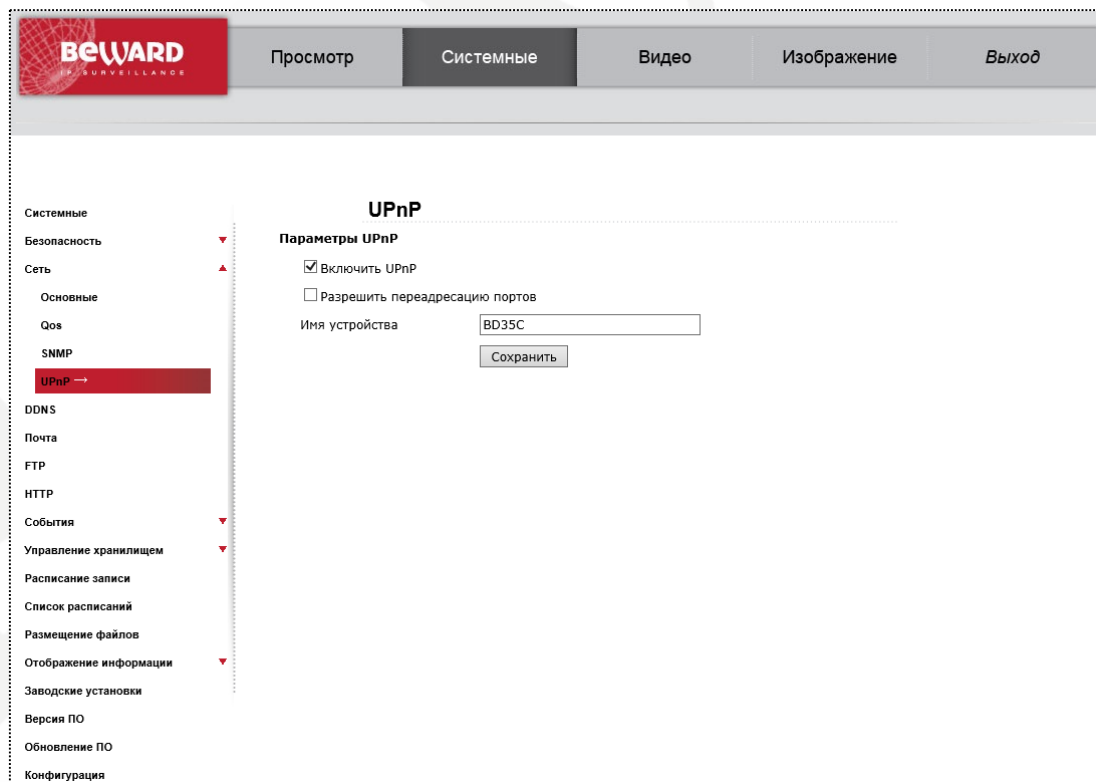 BEWARD
IP SURVEILLANCE
Просмотр
Системные
Видео
Изображение
Выход
Системные
Безопасность
Сеть
Основные
Qos
SNMP
UPnP →
DDNS
Почта
FTP
HTTP
События
Управление хранилищем
Расписание записи
Список расписаний
Размещение файлов
Отображение информации
Заводские установки
Версия ПО
Обновление ПО
Конфигурация
UPnP
Параметры UPnP
Включить UPnP
Разрешить переадресацию портов
Имя устройства BD35C
Сохранить